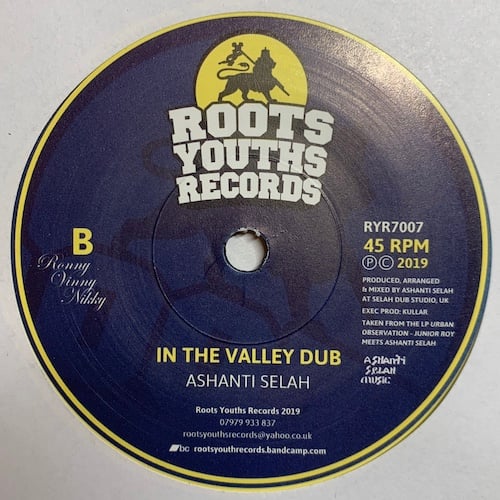 ROOTS
YOUTHS
RECORDS
B
Ronny
Vinny
Nikky
RYR7007
45 RPM
Ⓟ Ⓒ 2019
PRODUCED, ARRANGED
& MIXED BY ASHANTI SELAH
AT SELAH DUB STUDIO, UK
EXEC PROD: KULLAR
TAKEN FROM THE LP URBAN
OBSERVATION - JUNIOR ROY
MEETS ASHANTI SELAH
ASHANTI
SELAH
MUSIC
IN THE VALLEY DUB
ASHANTI SELAH
Roots Youths Records 2019
07979 933 837
rootsyouthsrecords@yahoo.co.uk
bc rootsyouthrecords.bandcamp.com